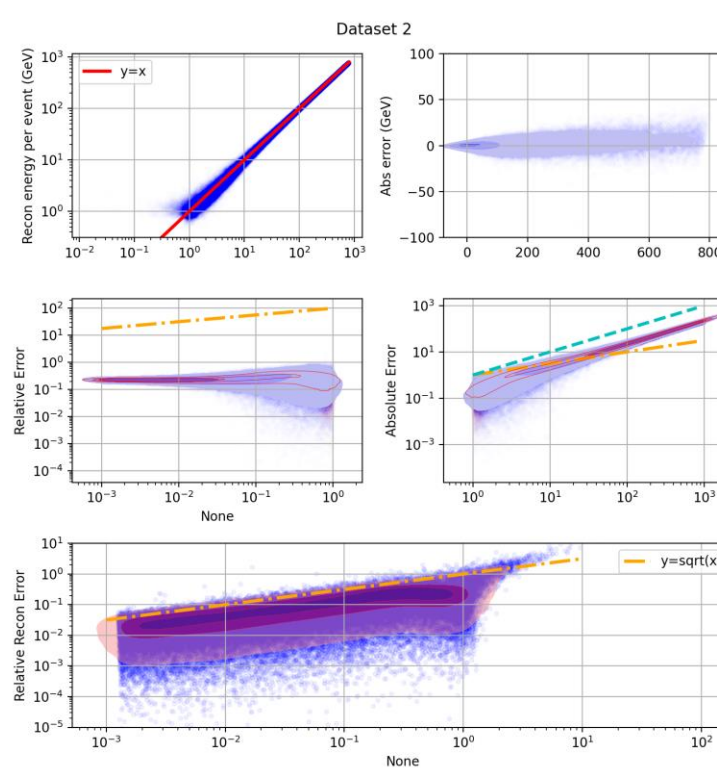 Dataset 2
Recon energy per event (GeV)
10³
10²
10¹
10⁰
y=x
10⁻² 10⁻¹ 10⁰ 10¹ 10² 10³
Abs error (GeV)
100
50
0
−50
−100
0 200 400 600 800
Relative Error
10²
10¹
10⁰
10⁻¹
10⁻²
10⁻³
10⁻⁴
10⁻³ 10⁻² 10⁻¹ 10⁰
None
Absolute Error
10³
10¹
10⁻¹
10⁻³
10⁰ 10¹ 10² 10³
Relative Recon Error
10¹
10⁰
10⁻¹
10⁻²
10⁻³
10⁻⁴
10⁻⁵
y=sqrt(x
10⁻³ 10⁻² 10⁻¹ 10⁰ 10¹ 10²
None